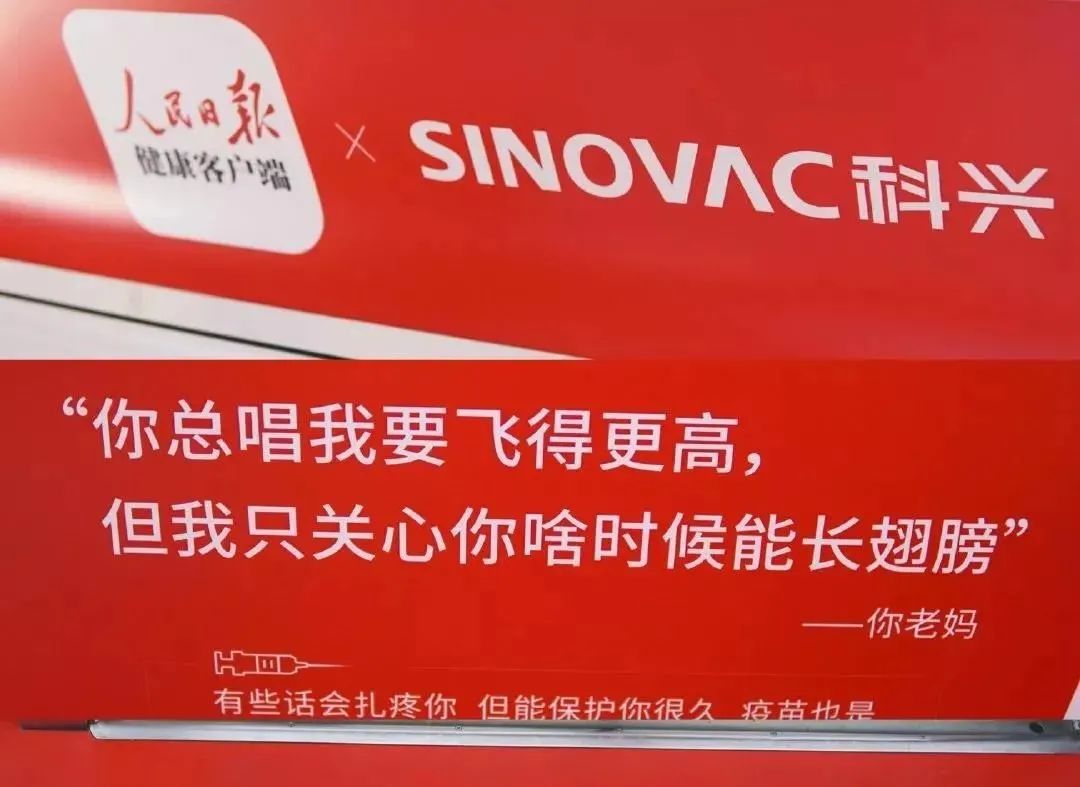 人民日报
健康客户端
×
SINOVAC科兴
“你总唱我要飞得更高，
但我只关心你啥时候能长翅膀”
——你老妈
有些话会扎疼你 但能保护你很久 疫苗也是